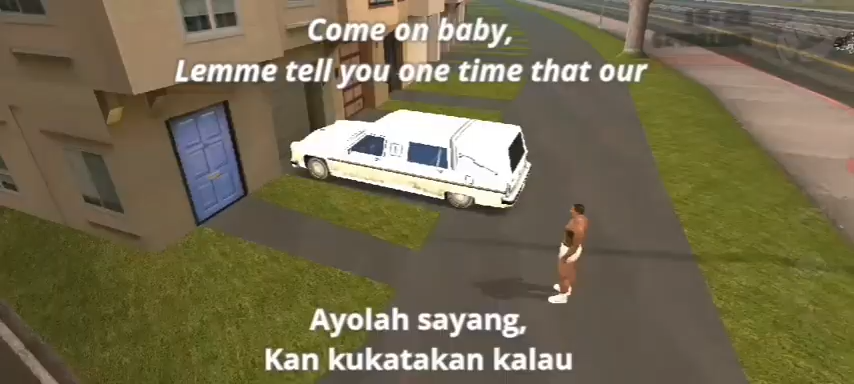 Come on baby,
Lemme tell you one time that our
Ayolah sayang,
Kan kukatakan kalau